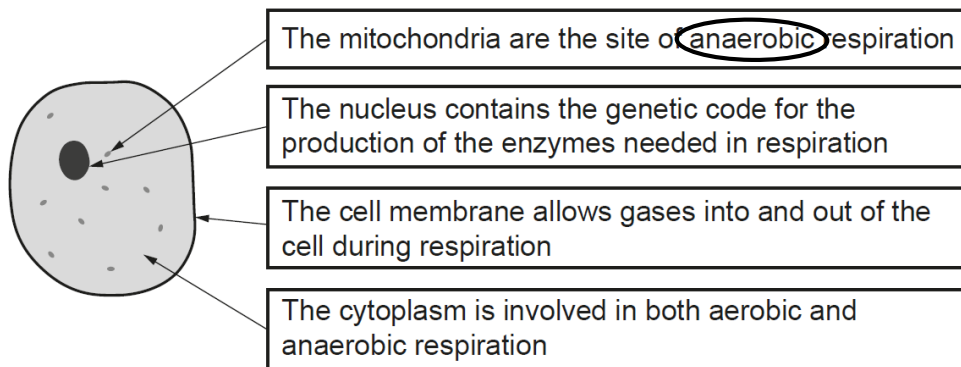 The mitochondria are the site of anaerobic respiration
The nucleus contains the genetic code for the
production of the enzymes needed in respiration
The cell membrane allows gases into and out of the
cell during respiration
The cytoplasm is involved in both aerobic and
anaerobic respiration